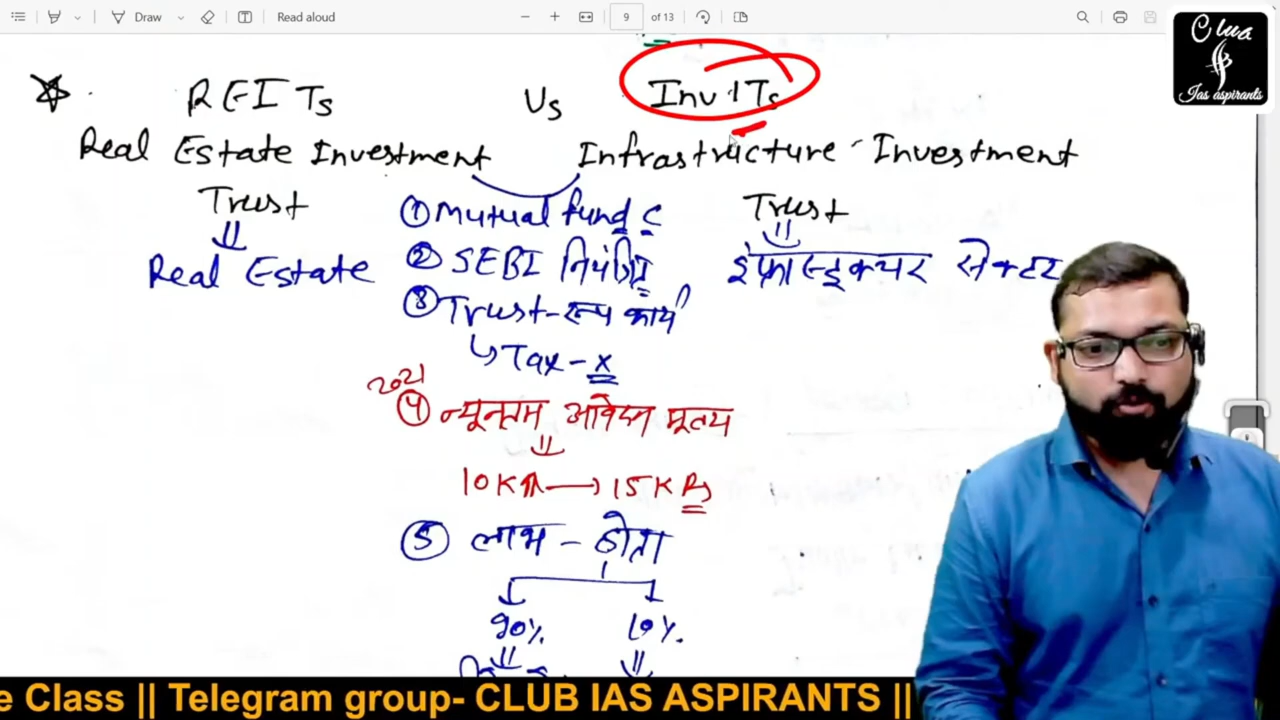 Draw
Read aloud
9 of 13
Clua
Ias aspirants
REITs Vs InvITs
Real Estate Investment Trust
Infrastructure - Investment Trust
Real Estate
① Mutual fund C
② SEBI नियंत्रित
③ Trust - रूप कार्य
Tax - x
इंफ्रास्ट्रक्चर सेक्टर
2021
④ न्यूनतम आवेदन मूल्य
10K → 15K Rs
⑤ लाभ - होता
90% 10%
e Class || Telegram group- CLUB IAS ASPIRANTS ||